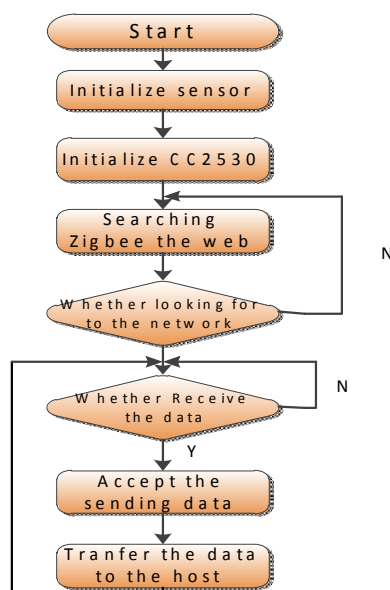 Start
Initialize sensor
Initialize CC2530
Searching
Zigbee the web
N
Whether looking for
to the network
Whether Receive
the data
N
Y
Accept the
sending data
Tranfer the data
to the host